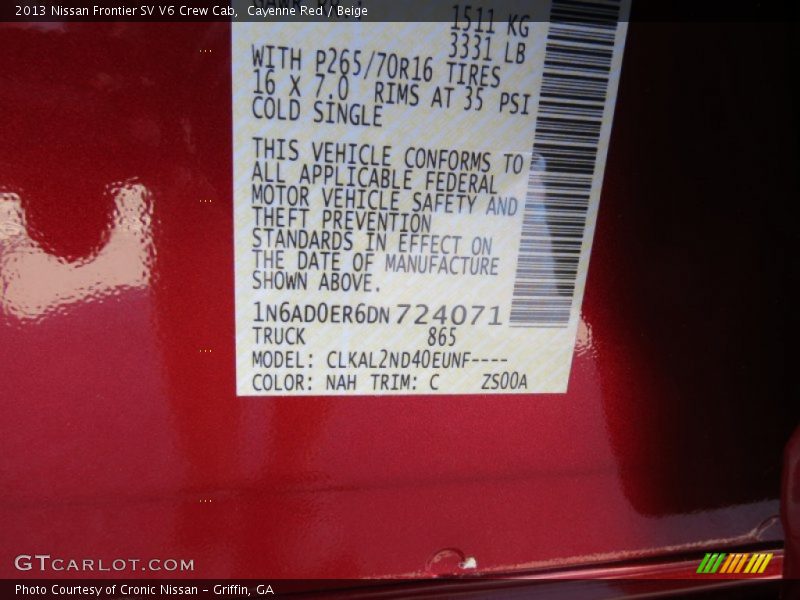 2013 Nissan Frontier SV V6 Crew Cab, Cayenne Red / Beige
1511 KG
3331 LB
WITH P265/70R16 TIRES
16 X 7.0 RIMS AT 35 PSI
COLD SINGLE
THIS VEHICLE CONFORMS TO
ALL APPLICABLE FEDERAL
MOTOR VEHICLE SAFETY AND
THEFT PREVENTION
STANDARDS IN EFFECT ON
THE DATE OF MANUFACTURE
SHOWN ABOVE.
1N6AD0ER6DN724071
TRUCK 865
MODEL: CLKAL2ND40EUNF----
COLOR: NAH TRIM: C ZS00A
GTCARLOT.COM
Photo Courtesy of Cronic Nissan – Griffin, GA